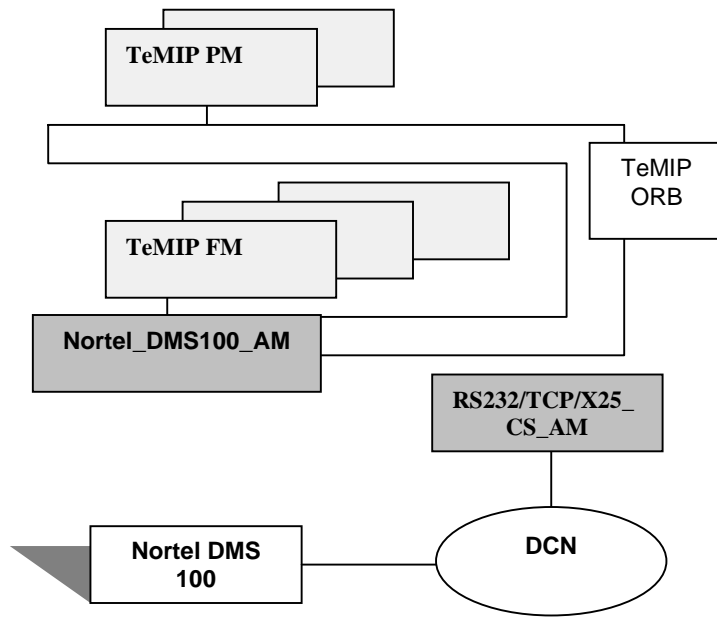 TeMIP PM
TeMIP
ORB
TeMIP FM
Nortel_DMS100_AM
RS232/TCP/X25_
CS_AM
Nortel DMS
100
DCN